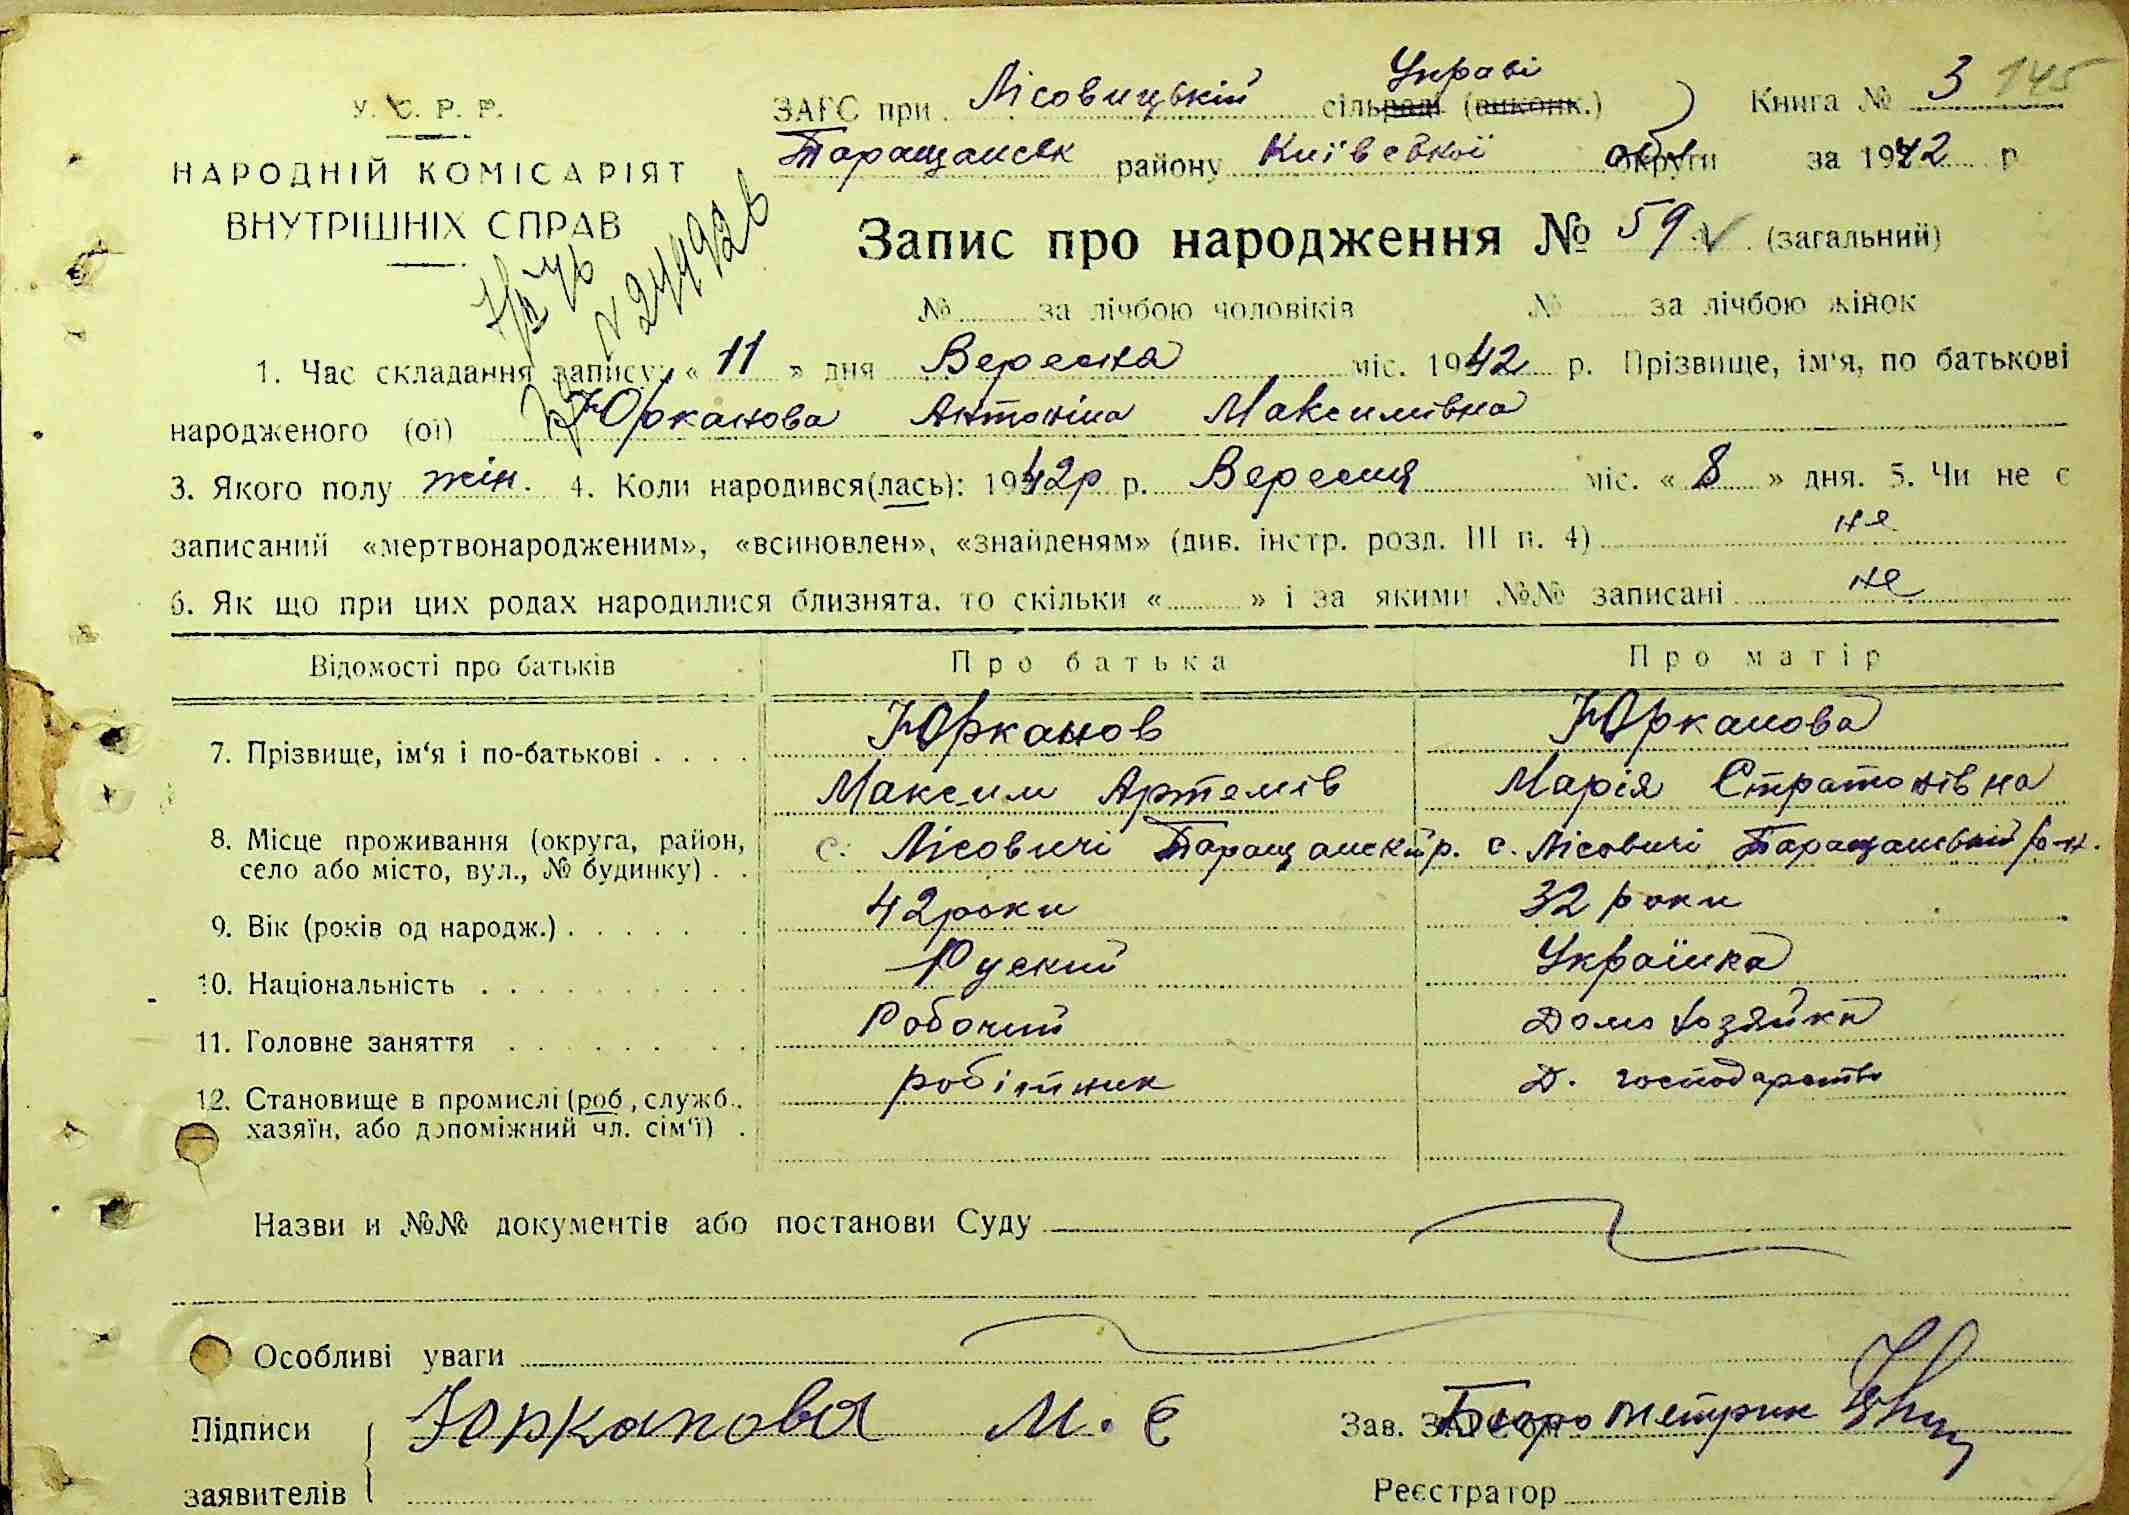 У. С. Р. Р.
НАРОДНІЙ КОМІСАРІЯТ
ВНУТРІШНІХ СПРАВ
ЗАГС при Лісовицькій сільраді Управі (виконк.) Книга № 3 145
Таращанськ району Київської округи обл за 1942 р
Запис про народження № 59 V (загальний)
№ за лічбою чоловіків № за лічбою жінок
1. Час складання запису: « 11 » дня Вересня міс. 1942 р. Прізвище, ім'я, по батькові
народженого (ої) Юрканова Антоніна Максимівна
3. Якого полу жін. 4. Коли народився(лась): 1942р р. Вересня міс. « 8 » дня. 5. Чи не є
записаний «мертвонародженим», «всиновлен», «знайденям» (див. інстр. розд. III п. 4) не
6. Як що при цих родах народилися близнята, то скільки « » і за якими №№ записані не
Відомості про батьків Про батька Про матір
7. Прізвище, ім'я і по-батькові Юрканов Юрканова
Максим Артемів Марія Стратонівна
8. Місце проживання (округа, район, село або місто, вул., № будинку) с. Лісовичі Таращанский р. с. Лісовичі Таращанський р-н.
9. Вік (років од народж.) 42 роки 32 роки
10. Національність Руский Українка
11. Головне заняття Робочий Домохозяйка
12. Становище в промислі (роб., служб., хазяїн, або допоміжний чл. сім'ї) робітник Д. господарство
Назви и №№ документів або постанови Суду
Особливі уваги
Підписи Юрканова М. Є Зав. ЗАГС'ом Бюро метрик
заявителів Реєстратор